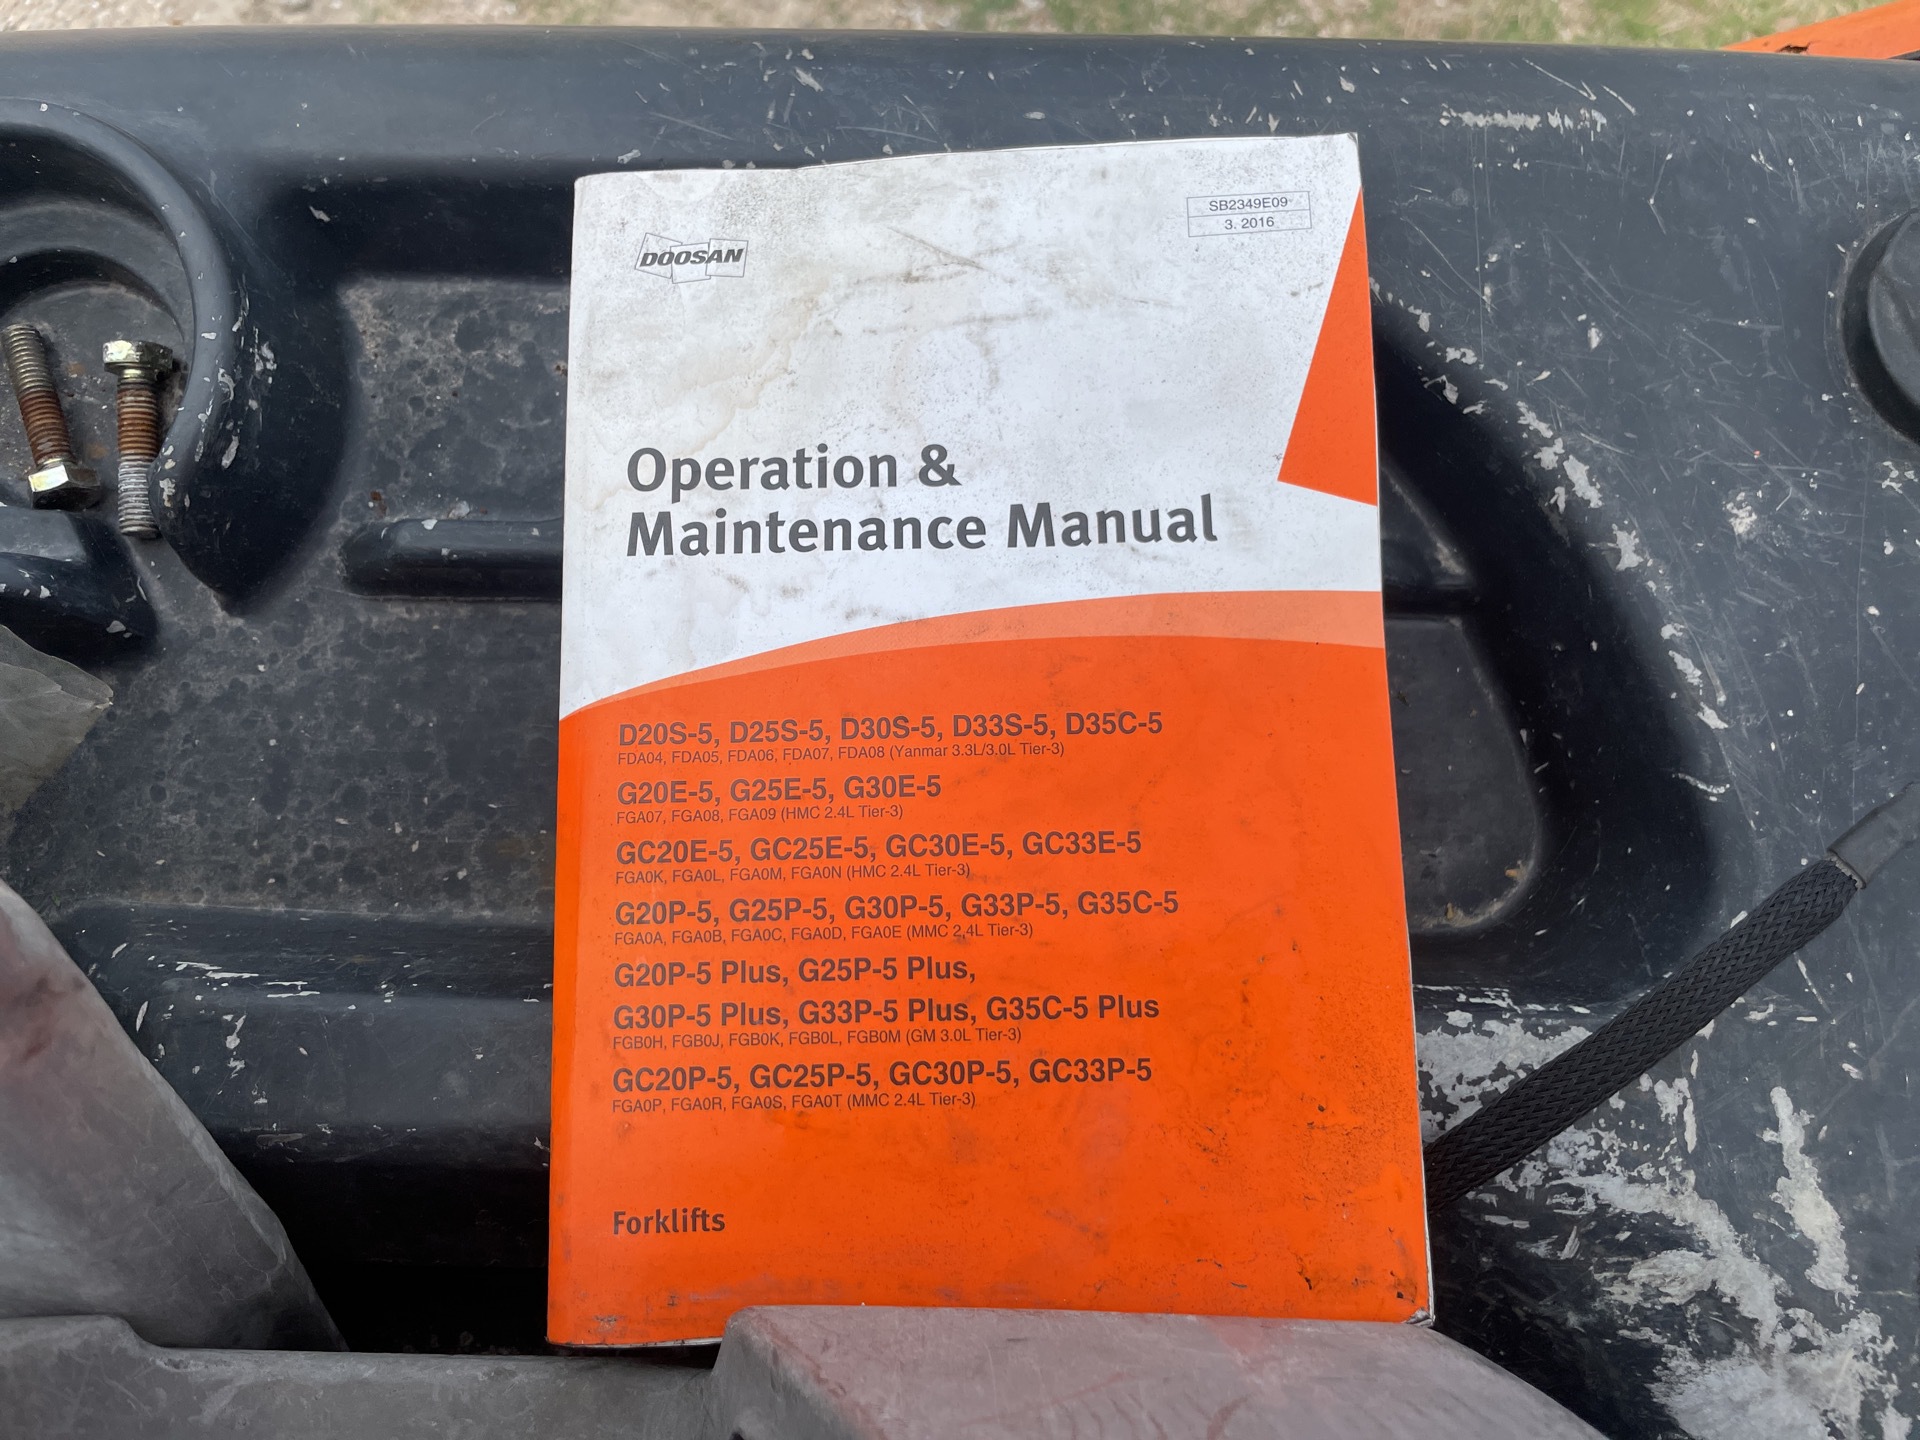 SB2349E09
3. 2016
DOOSAN
Operation &
Maintenance Manual
D20S-5, D25S-5, D30S-5, D33S-5, D35C-5
FDA04, FDA05, FDA06, FDA07, FDA08 (Yanmar 3.3L/3.0L Tier-3)
G20E-5, G25E-5, G30E-5
FGA07, FGA08, FGA09 (HMC 2.4L Tier-3)
GC20E-5, GC25E-5, GC30E-5, GC33E-5
FGA0K, FGA0L, FGA0M, FGA0N (HMC 2.4L Tier-3)
G20P-5, G25P-5, G30P-5, G33P-5, G35C-5
FGA0A, FGA0B, FGA0C, FGA0D, FGA0E (MMC 2.4L Tier-3)
G20P-5 Plus, G25P-5 Plus,
G30P-5 Plus, G33P-5 Plus, G35C-5 Plus
FGB0H, FGB0J, FGB0K, FGB0L, FGB0M (GM 3.0L Tier-3)
GC20P-5, GC25P-5, GC30P-5, GC33P-5
FGA0P, FGA0R, FGA0S, FGA0T (MMC 2.4L Tier-3)
Forklifts